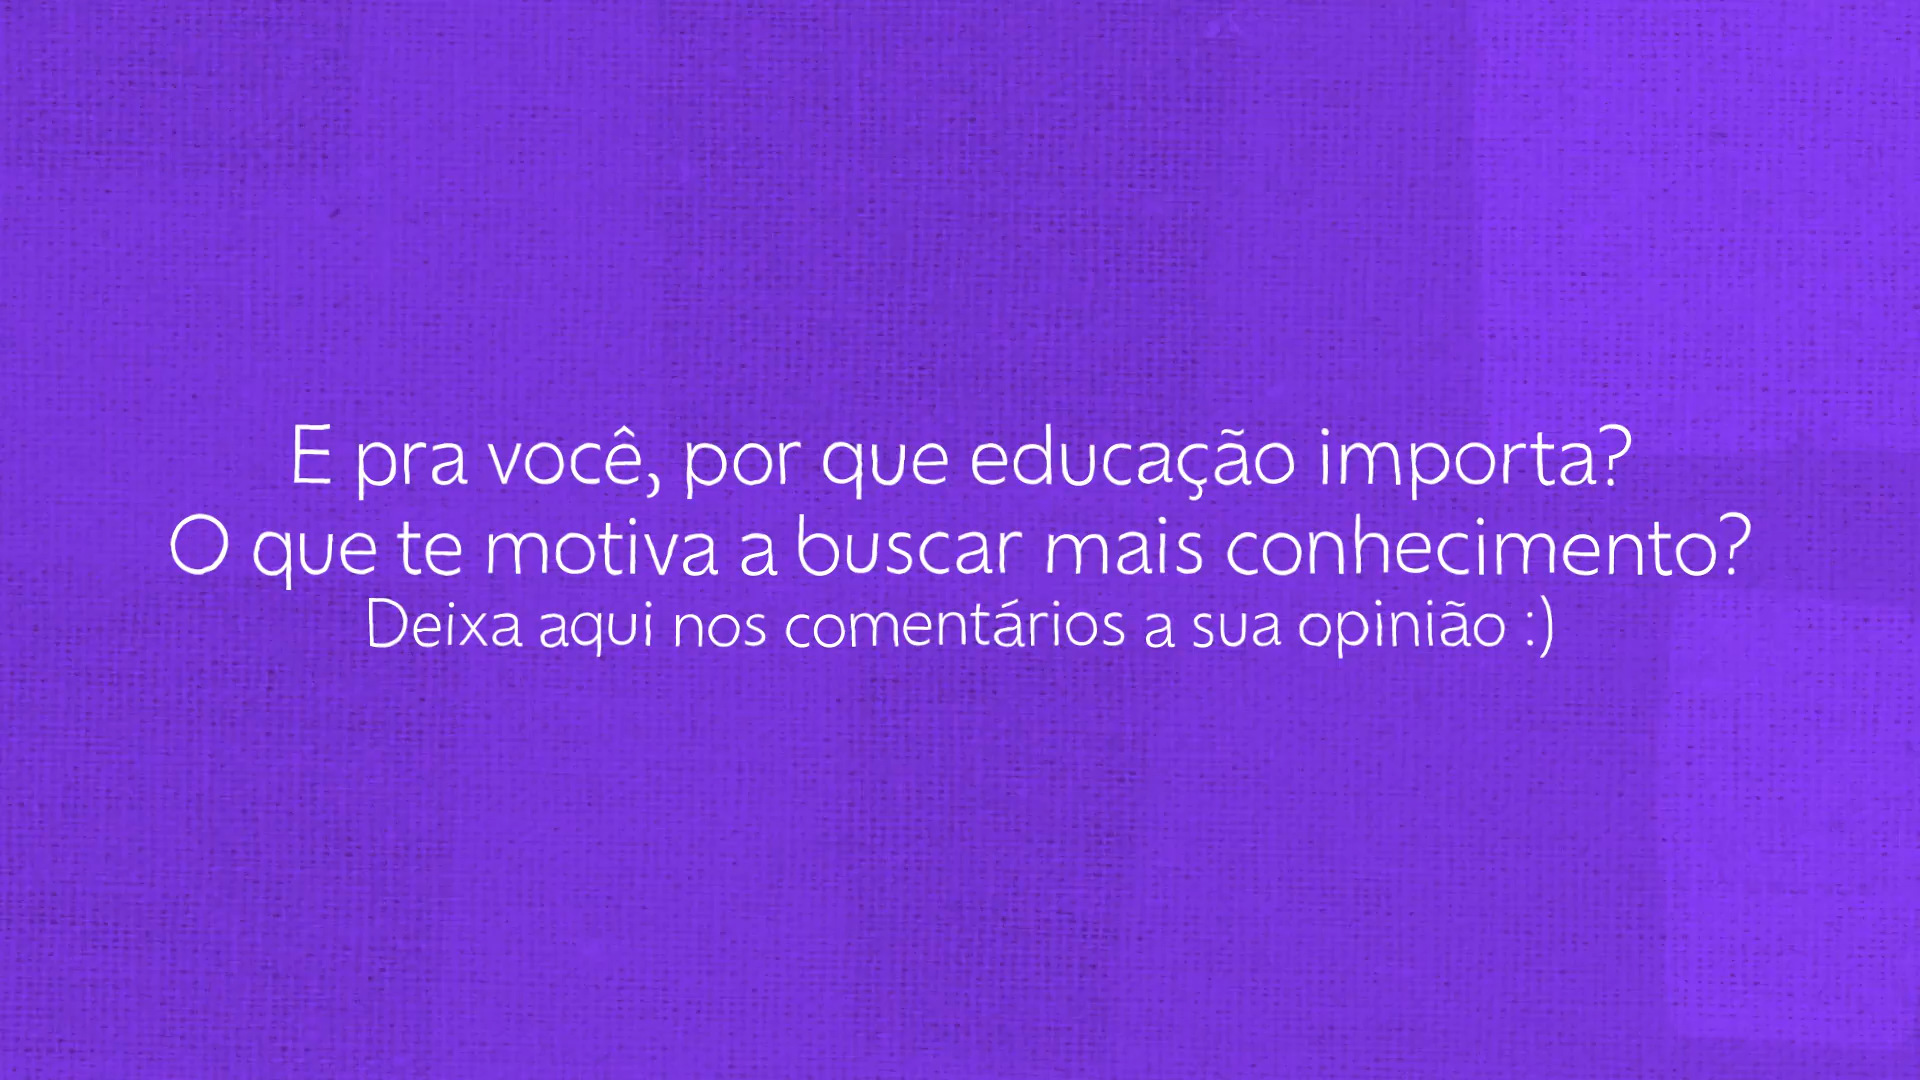 E pra você, por que educação importa?
O que te motiva a buscar mais conhecimento?
Deixa aqui nos comentários a sua opinião :)